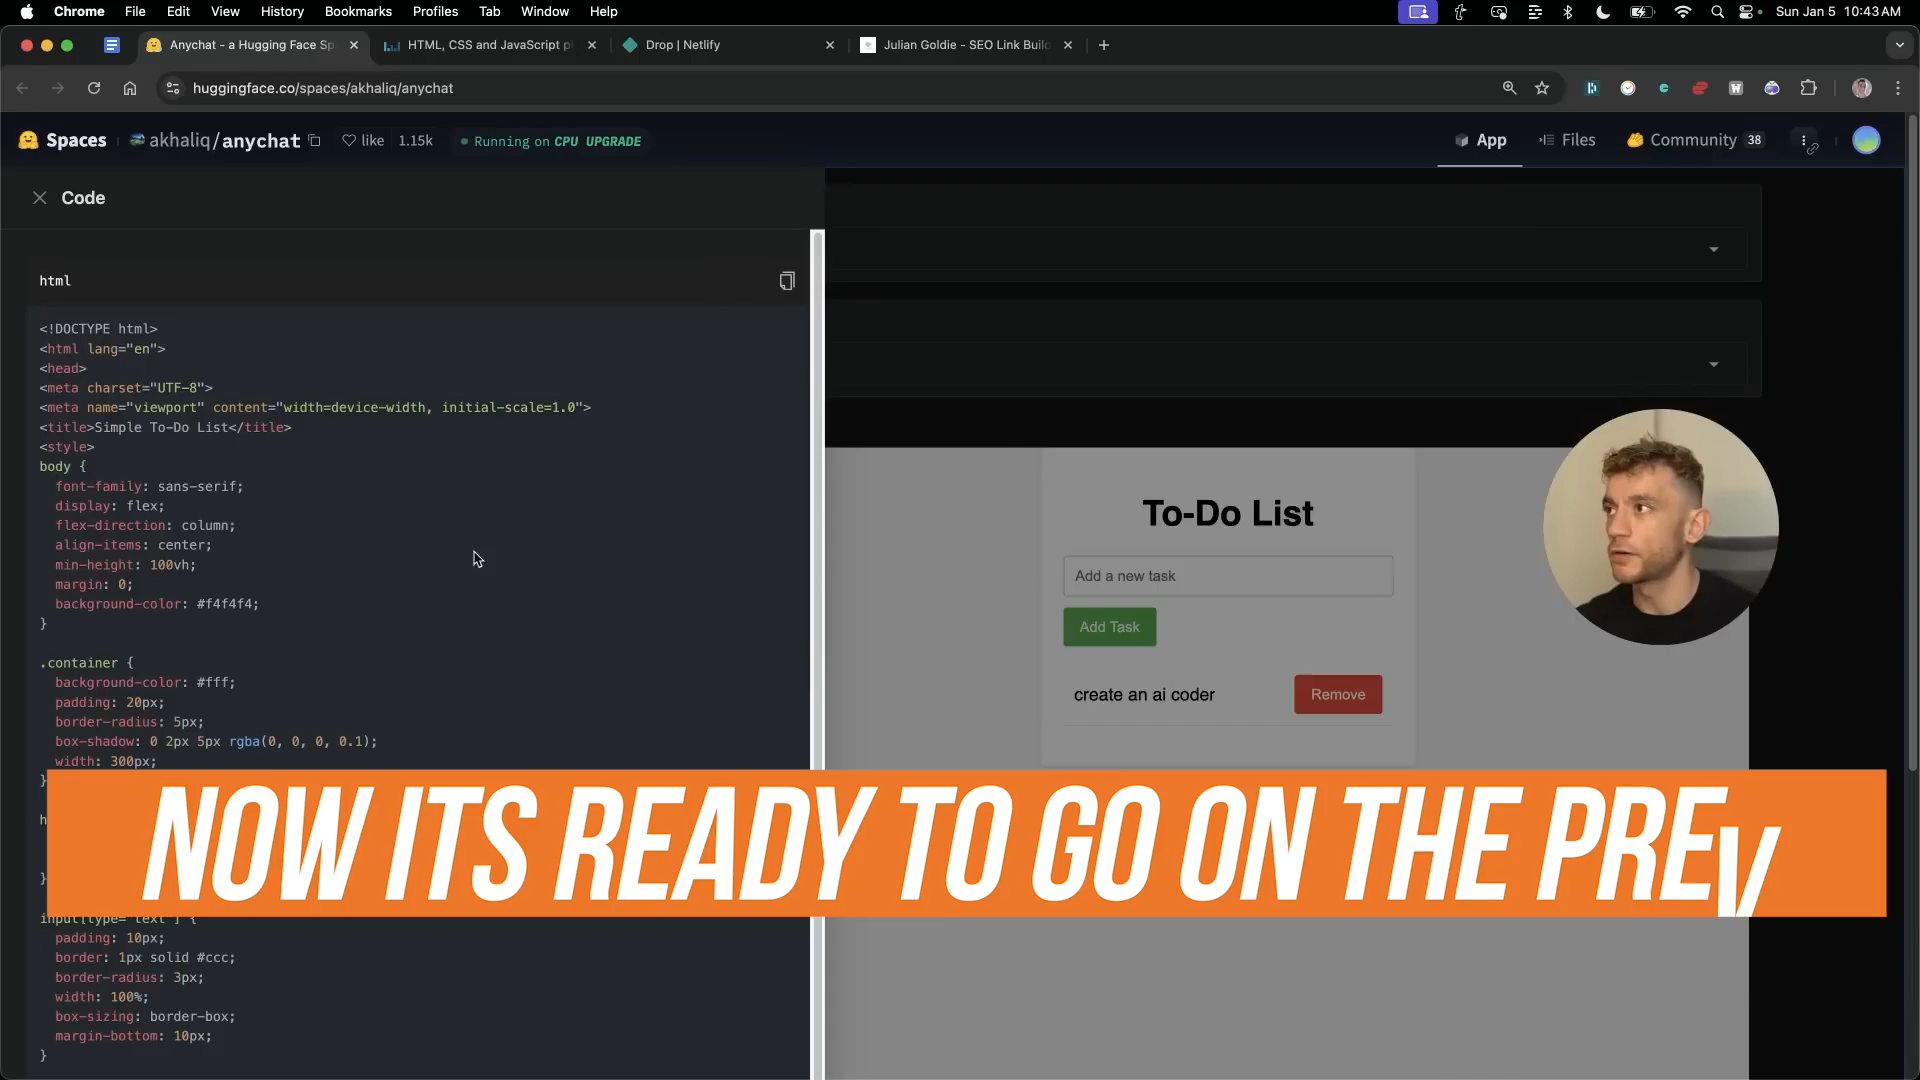 Chrome File Edit View History Bookmarks Profiles Tab Window Help Sun Jan 5 10:43 AM
Anychat - a Hugging Face Sp HTML, CSS and JavaScript p Drop | Netlify Julian Goldie - SEO Link Buil
huggingface.co/spaces/akhaliq/anychat
Spaces akhaliq/anychat like 1.15k Running on CPU UPGRADE App Files Community 38
Code
html
<!DOCTYPE html>
<html lang="en">
<head>
<meta charset="UTF-8">
<meta name="viewport" content="width=device-width, initial-scale=1.0">
<title>Simple To-Do List</title>
<style>
body {
font-family: sans-serif;
display: flex;
flex-direction: column;
align-items: center;
min-height: 100vh;
margin: 0;
background-color: #f4f4f4;
}
.container {
background-color: #fff;
padding: 20px;
border-radius: 5px;
box-shadow: 0 2px 5px rgba(0, 0, 0, 0.1);
width: 300px;
}
h
}
input[type="text"] {
padding: 10px;
border: 1px solid #ccc;
border-radius: 3px;
width: 100%;
box-sizing: border-box;
margin-bottom: 10px;
}
To-Do List
Add a new task
Add Task
create an ai coder Remove
NOW ITS READY TO GO ON THE PREV